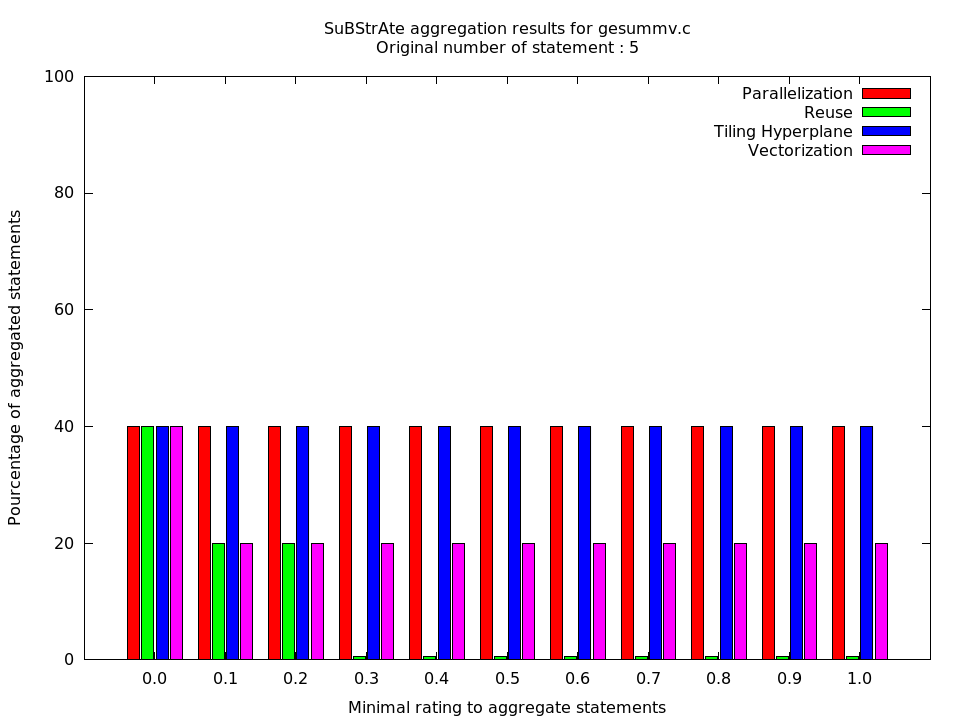 SuBStrAte aggregation results for gesummv.c
Original number of statement : 5
100
80
60
40
20
0
Pourcentage of aggregated statements
Parallelization
Reuse
Tiling Hyperplane
Vectorization
0.0 0.1 0.2 0.3 0.4 0.5 0.6 0.7 0.8 0.9 1.0
Minimal rating to aggregate statements